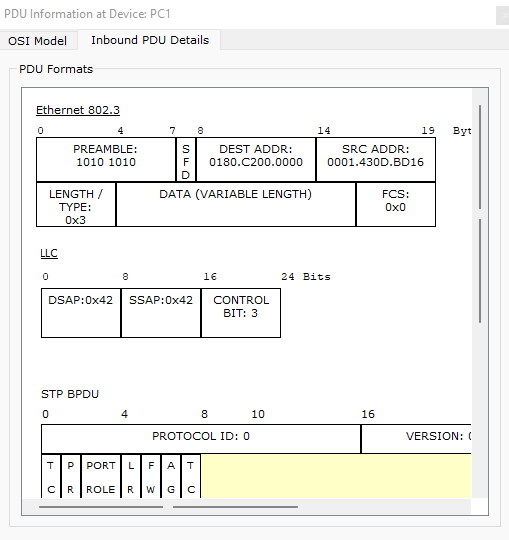 PDU Information at Device: PC1
OSI Model Inbound PDU Details
PDU Formats
Ethernet 802.3
0 4 7 8 14 19 Byt
PREAMBLE: S DEST ADDR: SRC ADDR:
1010 1010 F 0180.C200.0000 0001.430D.BD16
D
LENGTH / DATA (VARIABLE LENGTH) FCS:
TYPE: 0x0
0x3
LLC
0 8 16 24 Bits
DSAP:0x42 SSAP:0x42 CONTROL
BIT: 3
STP BPDU
0 4 8 10 16
PROTOCOL ID: 0 VERSION:
T P PORT L F A T
C R ROLE R W G C